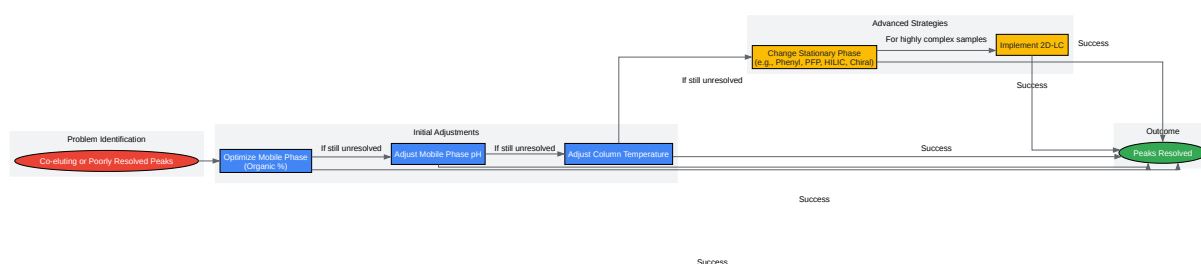 Advanced Strategies
For highly complex samples
Change Stationary Phase
(e.g., Phenyl, PFP, HILIC, Chiral)
Implement 2D-LC
Success
If still unresolved
Success
Problem Identification
Initial Adjustments
Outcome
Co-eluting or Poorly Resolved Peaks
Optimize Mobile Phase
(Organic %)
If still unresolved
Adjust Mobile Phase pH
If still unresolved
Adjust Column Temperature
Success
Peaks Resolved
Success
Success